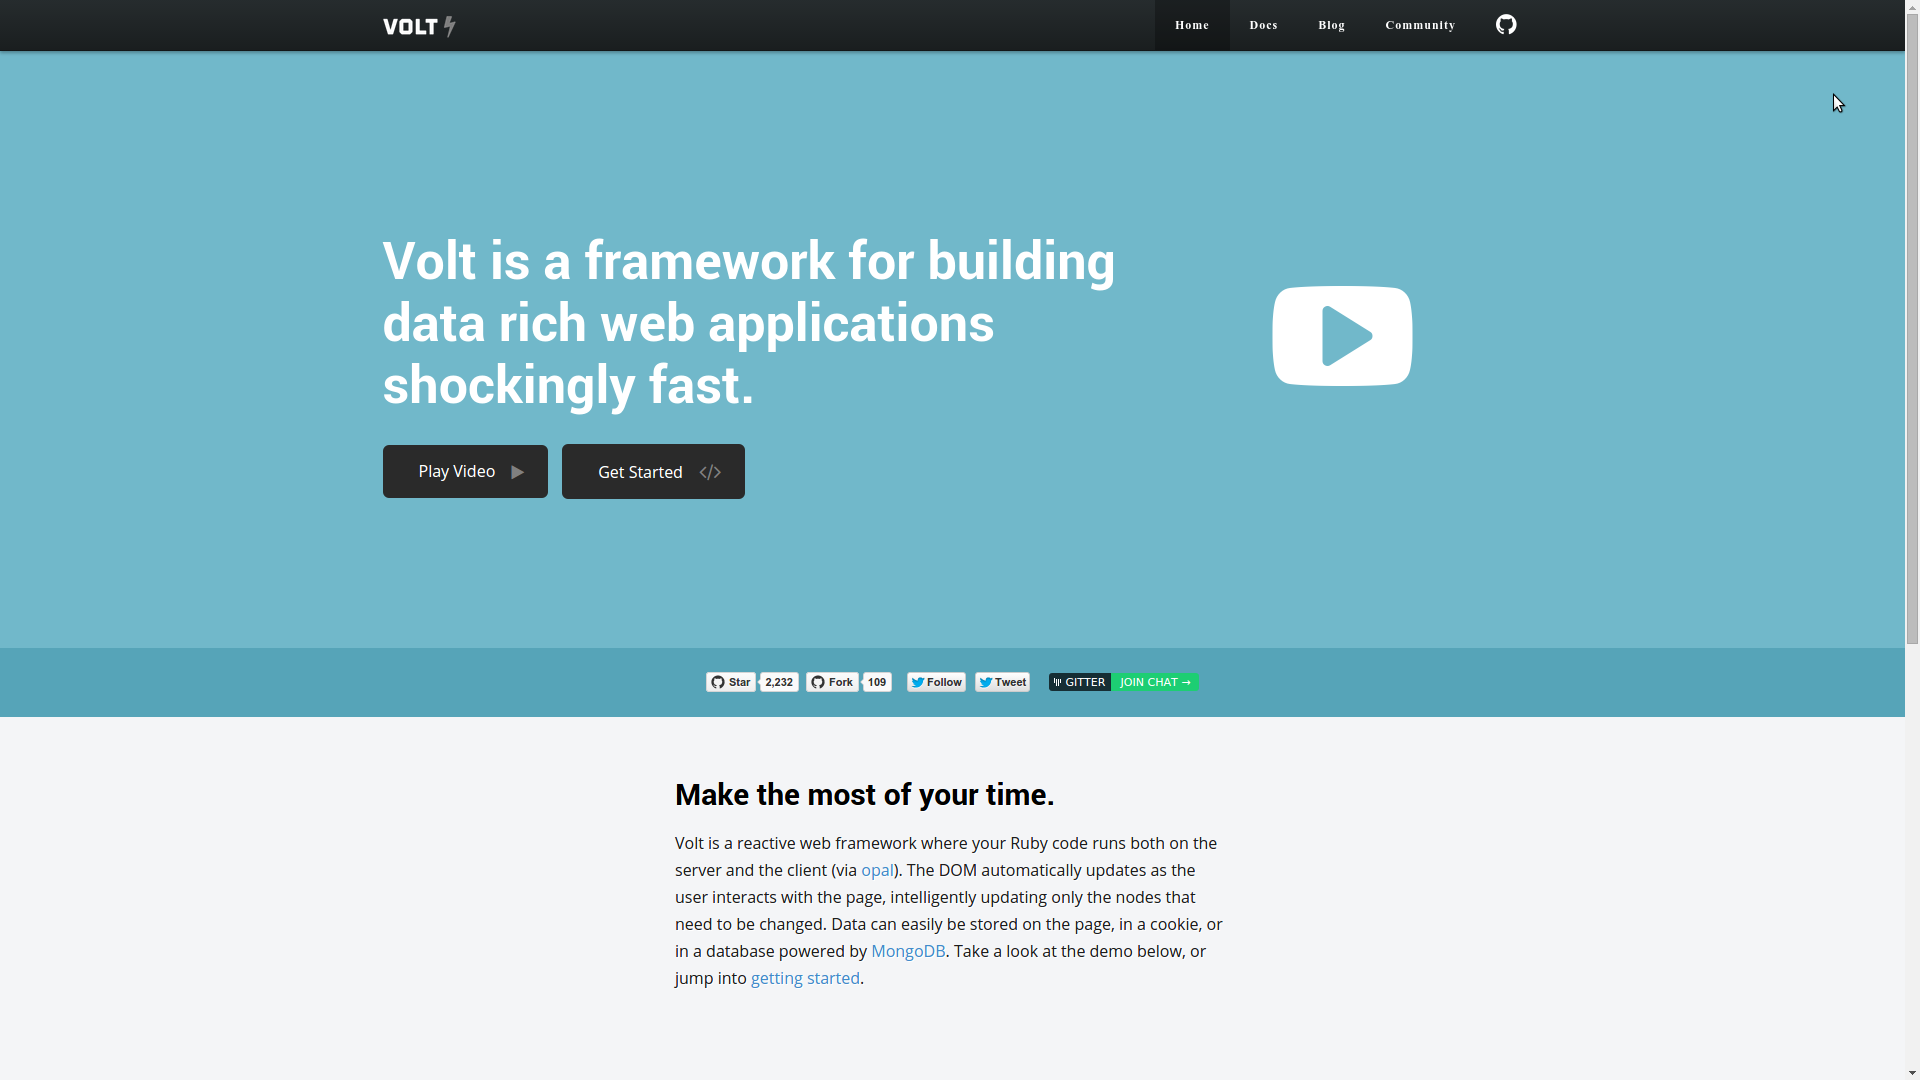 VOLT
Home Docs Blog Community
Volt is a framework for building
data rich web applications
shockingly fast.
Play Video
Get Started </>
Star 2,232 Fork 109 Follow Tweet GITTER JOIN CHAT →
Make the most of your time.
Volt is a reactive web framework where your Ruby code runs both on the
server and the client (via opal). The DOM automatically updates as the
user interacts with the page, intelligently updating only the nodes that
need to be changed. Data can easily be stored on the page, in a cookie, or
in a database powered by MongoDB. Take a look at the demo below, or
jump into getting started.